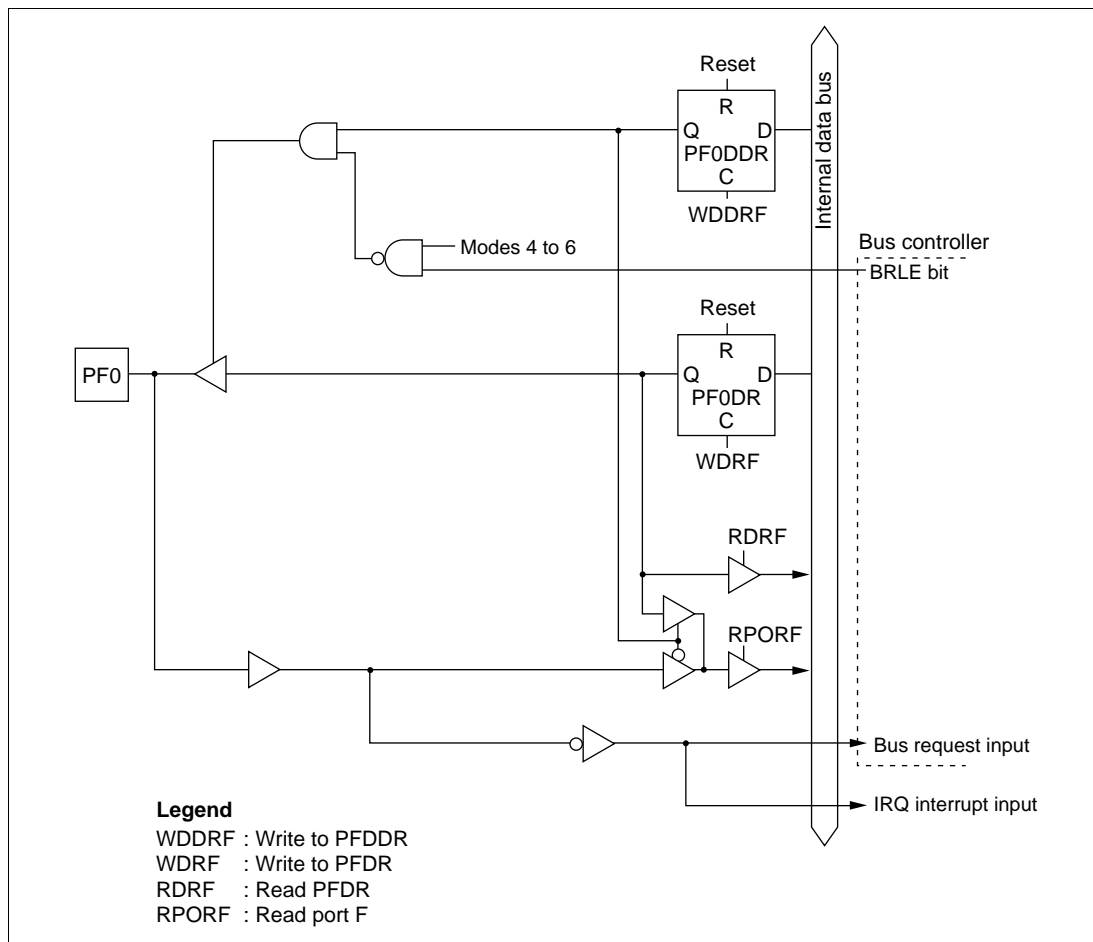 Reset
R
Q D
PF0DDR
C
WDDRF
Internal data bus
Modes 4 to 6
Bus controller
BRLE bit
Reset
R
PF0
Q D
PF0DR
C
WDRF
RDRF
RPORF
Bus request input
IRQ interrupt input
Legend
WDDRF : Write to PFDDR
WDRF : Write to PFDR
RDRF : Read PFDR
RPORF : Read port F